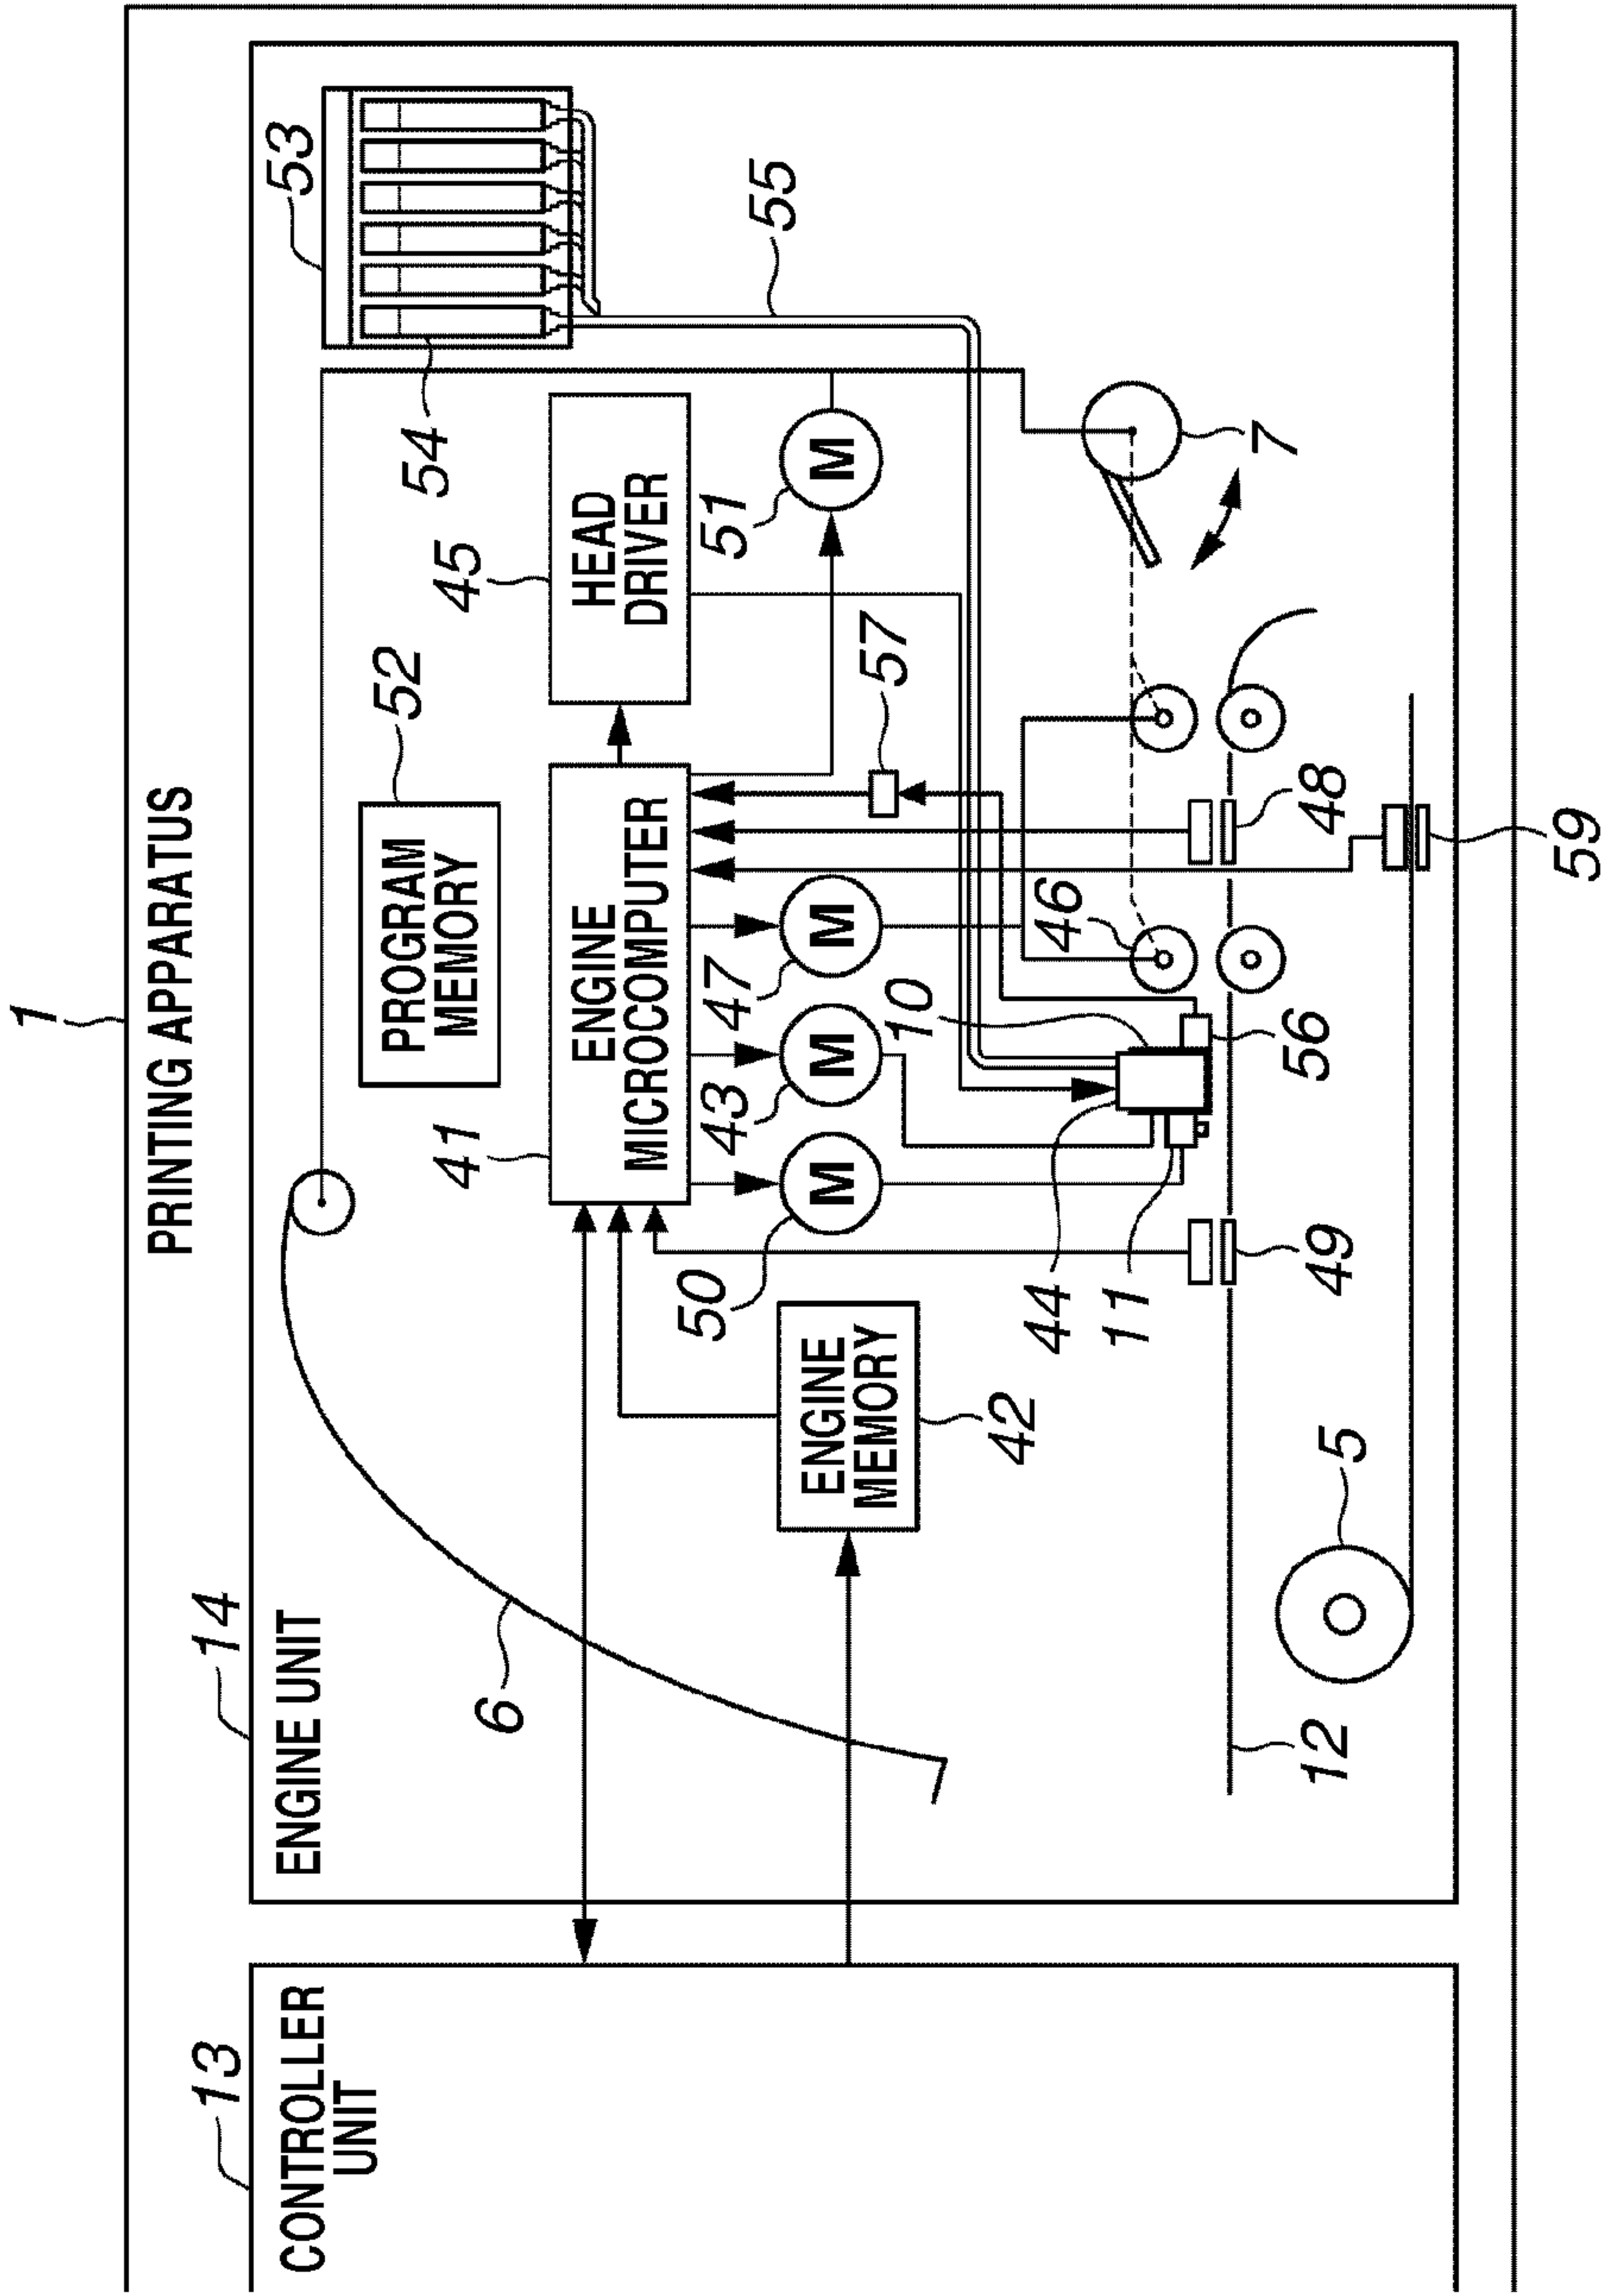 1
PRINTING APPARATUS
13
CONTROLLER
UNIT
14
ENGINE UNIT
6
52
PROGRAM
MEMORY
53
54
41
ENGINE
MICROCOMPUTER
45
HEAD
DRIVER
55
50
M
43
M
47
M
51
M
ENGINE
MEMORY
42
57
10
44
11
46
7
49
56
48
12
5
59